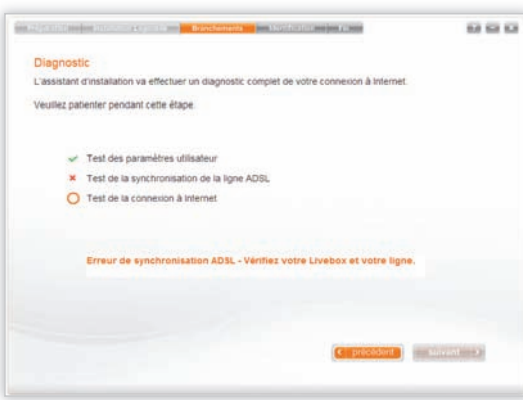 Branchements
? – x
Diagnostic
L'assistant d'installation va effectuer un diagnostic complet de votre connexion à Internet.
Veuillez patienter pendant cette étape.
Test des paramètres utilisateur
Test de la synchronisation de la ligne ADSL
Test de la connexion à Internet
Erreur de synchronisation ADSL - Vérifiez votre Livebox et votre ligne.
précédent suivant